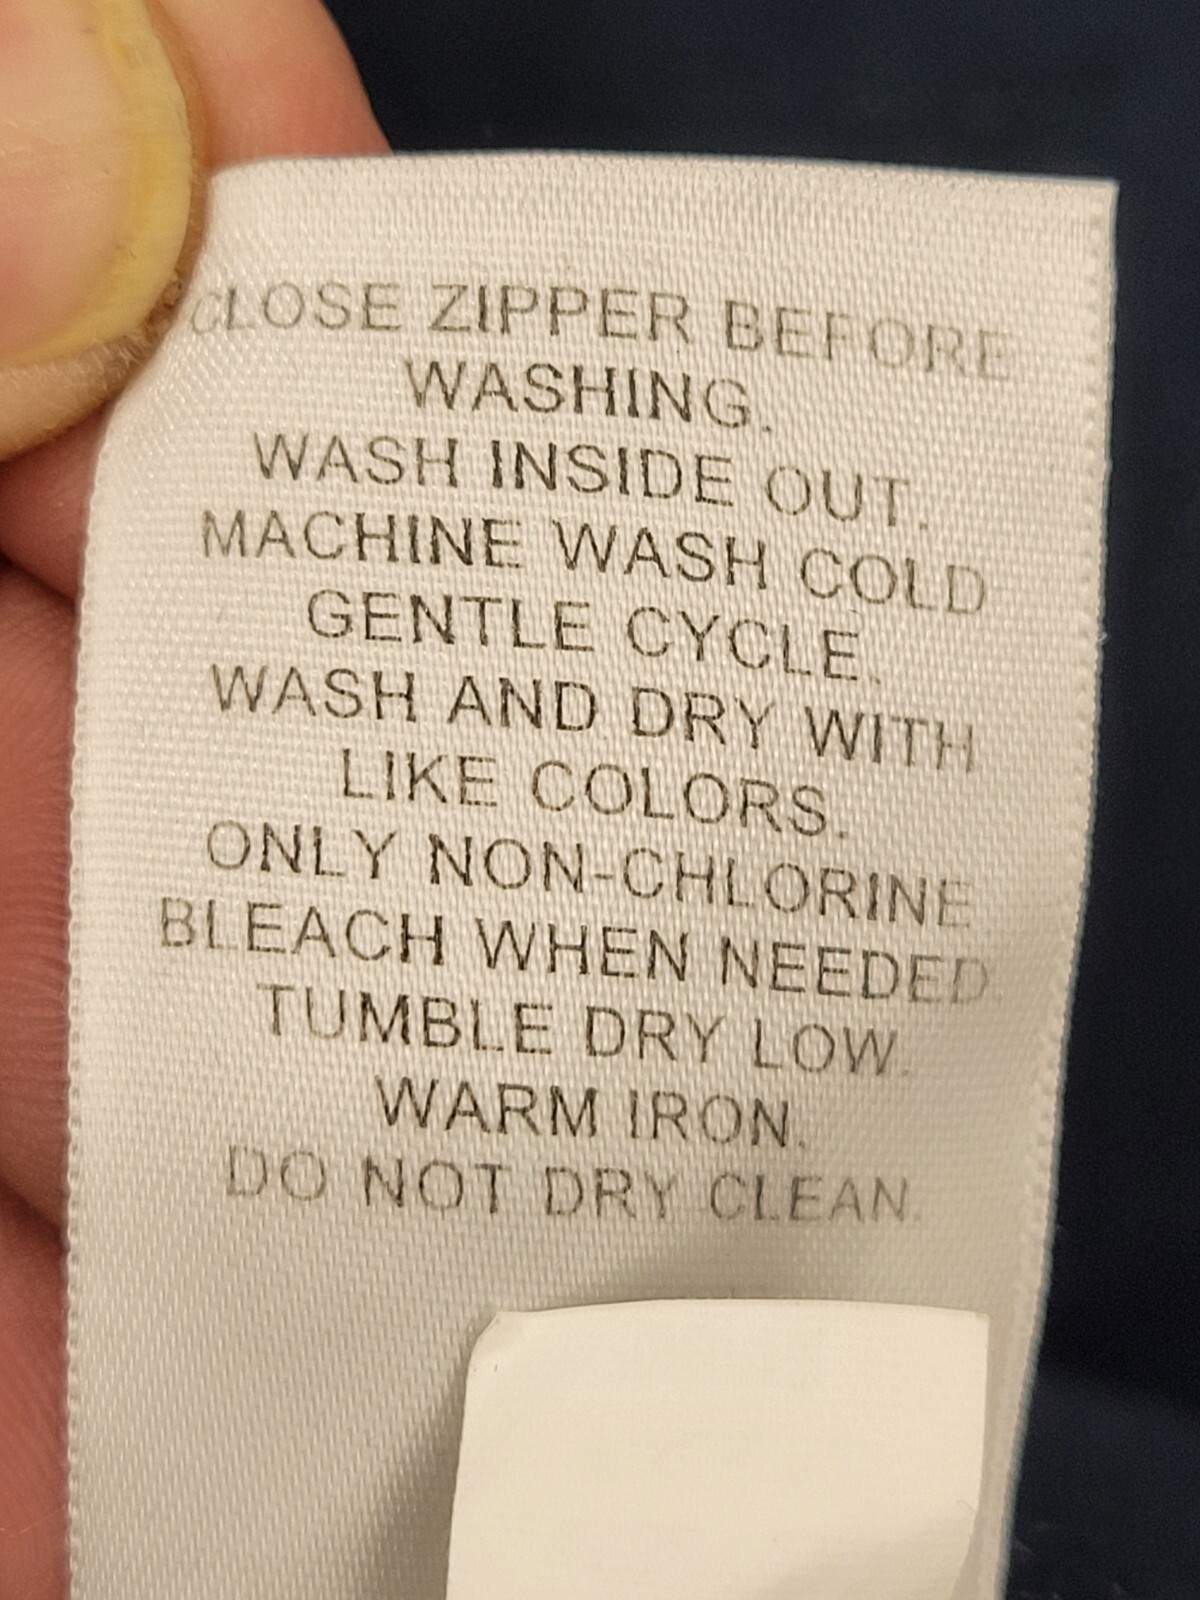 CLOSE ZIPPER BEFORE
WASHING.
WASH INSIDE OUT.
MACHINE WASH COLD
GENTLE CYCLE.
WASH AND DRY WITH
LIKE COLORS.
ONLY NON-CHLORINE
BLEACH WHEN NEEDED.
TUMBLE DRY LOW.
WARM IRON.
DO NOT DRY CLEAN.